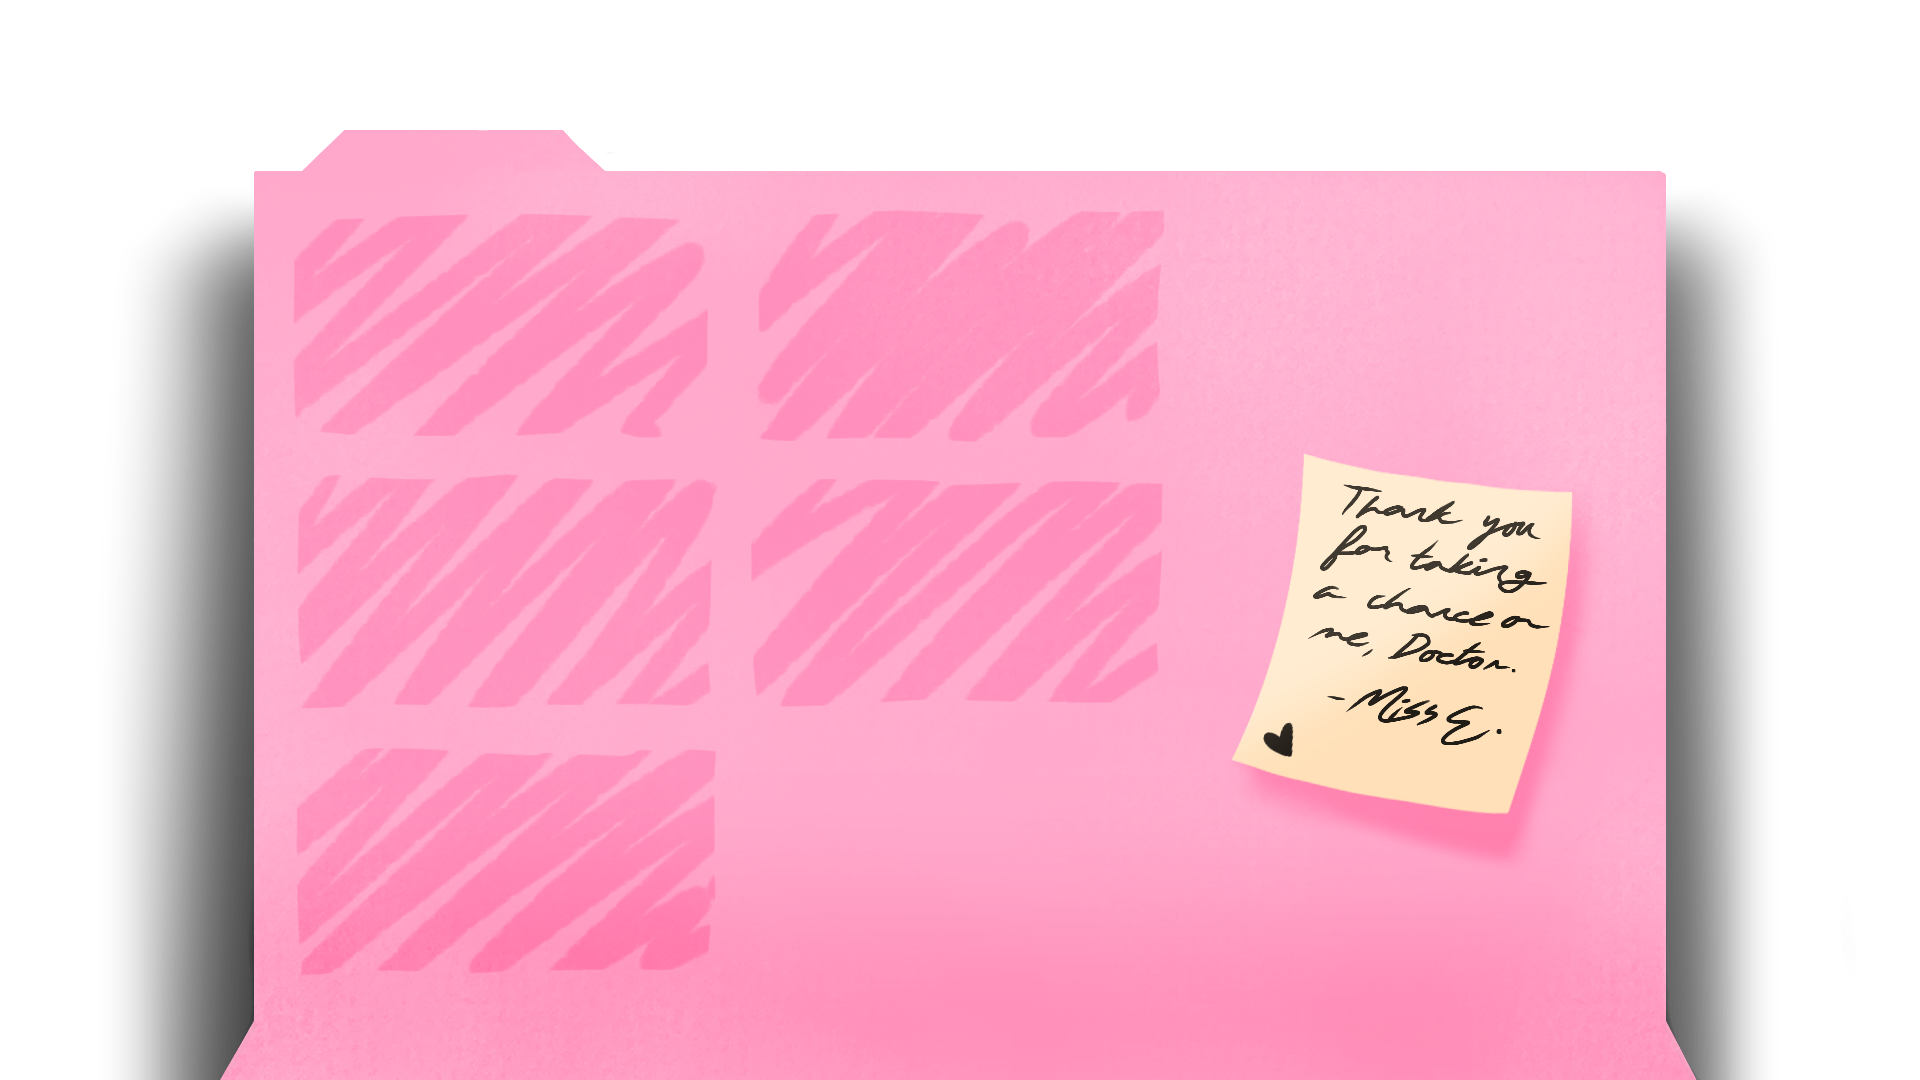 Thank you
for taking
a chance on
me, Doctor.
- Miss E.